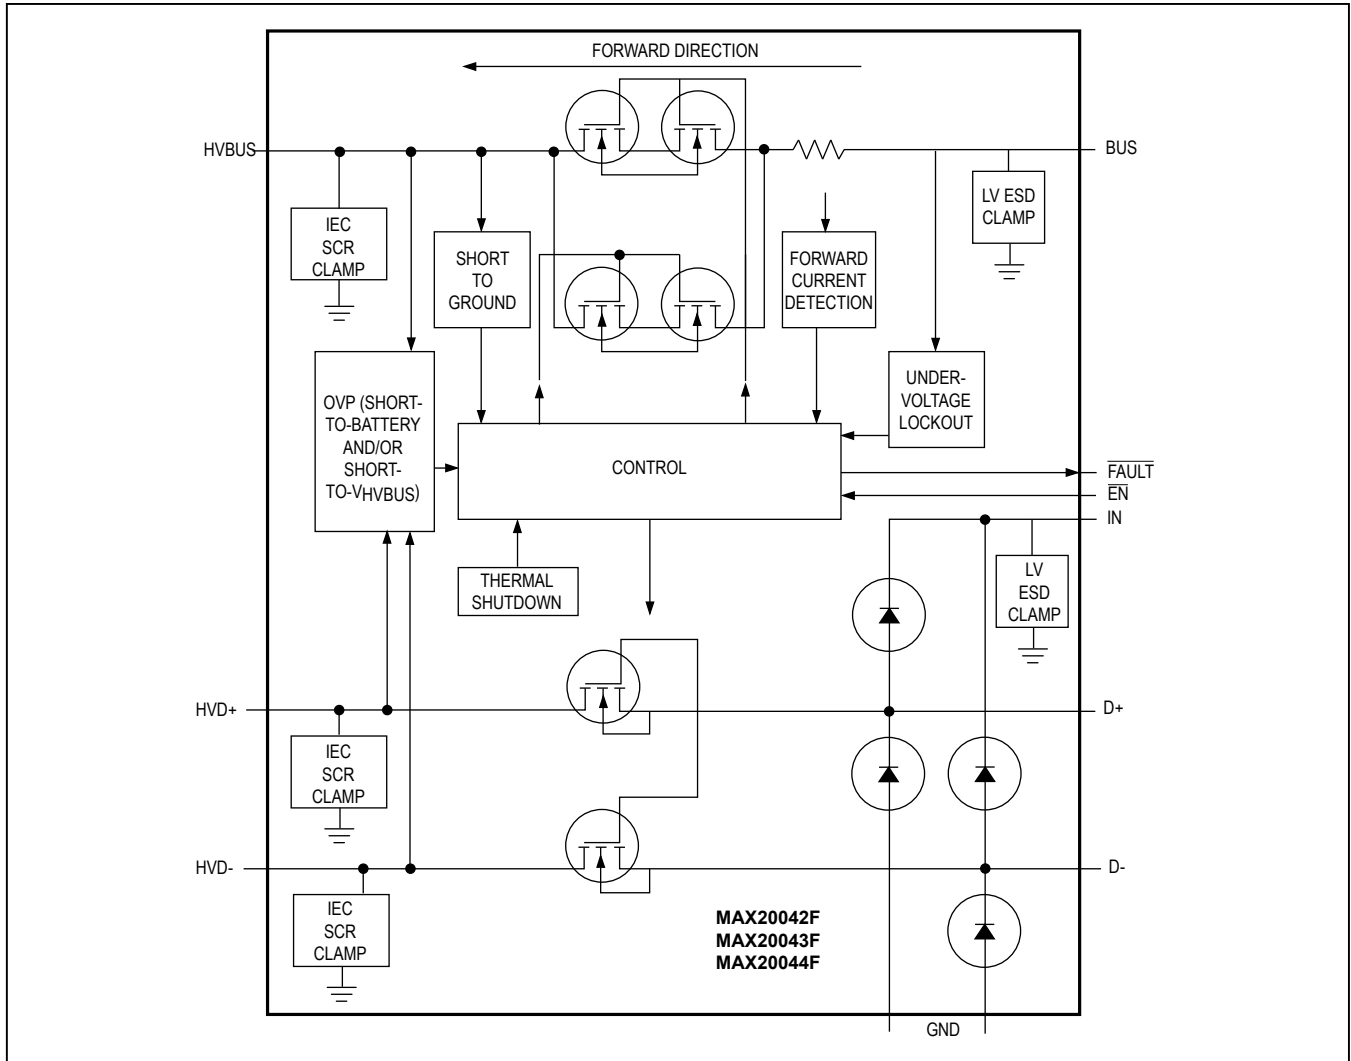 FORWARD DIRECTION
HVBUS
BUS
IEC
SCR
CLAMP
SHORT
TO
GROUND
FORWARD
CURRENT
DETECTION
LV ESD
CLAMP
OVP (SHORT-
TO-BATTERY
AND/OR
SHORT-
TO-VHVBUS)
UNDER-
VOLTAGE
LOCKOUT
CONTROL
FAULT
EN
IN
THERMAL
SHUTDOWN
LV
ESD
CLAMP
HVD+
D+
IEC
SCR
CLAMP
HVD-
D-
IEC
SCR
CLAMP
MAX20042F
MAX20043F
MAX20044F
GND